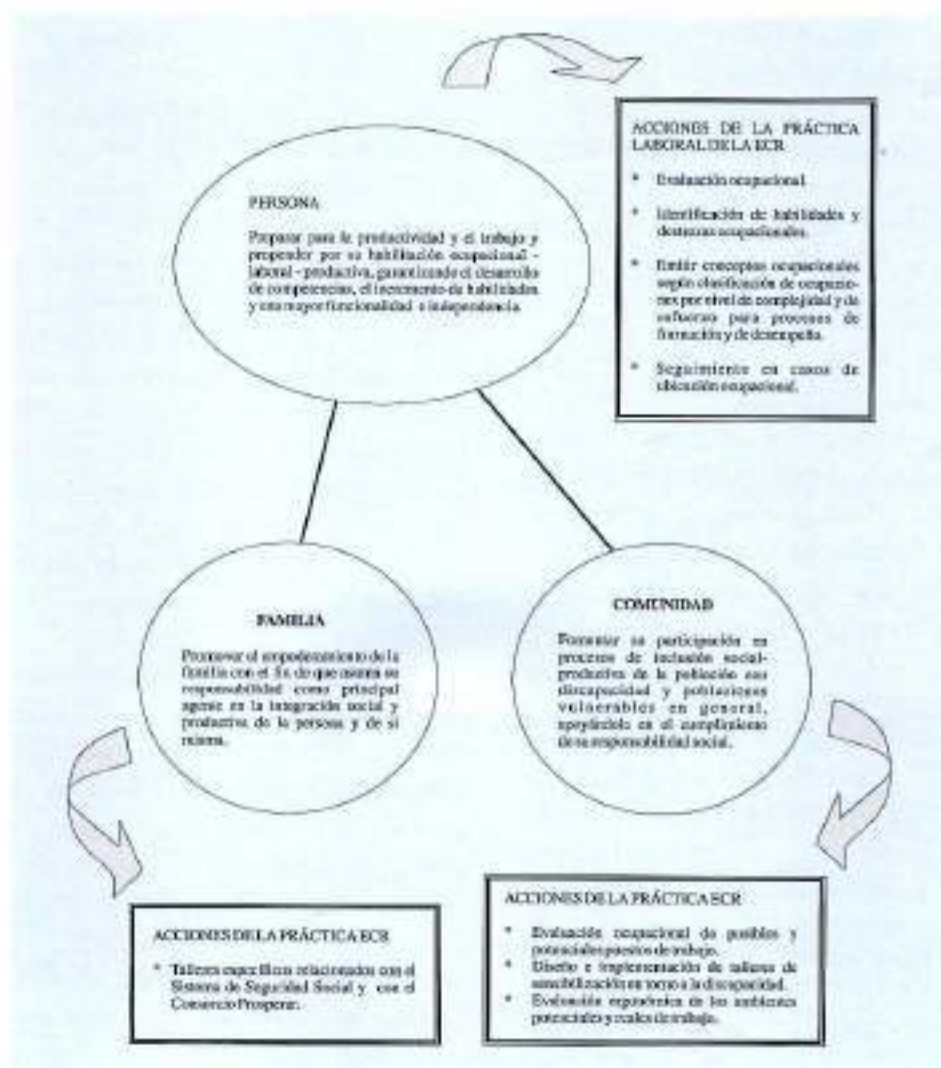 PERSONA
Preparar para la productividad y el trabajo y
propender por su habilitación ocupacional -
laboral - productiva, garantizando el desarrollo
de competencias, el incremento de habilidades
y una mayor funcionalidad e independencia.
ACCIONES DE LA PRÁCTICA
LABORAL DE LA ECR
* Evaluación ocupacional.
* Identificación de habilidades y
destrezas ocupacionales.
* Emitir conceptos ocupacionales
según clasificación de ocupacio-
nes por nivel de complejidad y de
esfuerzo para procesos de
formación y de desempeño.
* Seguimiento en casos de
ubicación ocupacional.
FAMILIA
Promover el empoderamiento de la
familia con el fin de que asuma su
responsabilidad como principal
agente en la integración social y
productiva de la persona y de sí
misma.
COMUNIDAD
Fomentar su participación en
procesos de inclusión social-
productiva de la población con
discapacidad y poblaciones
vulnerables en general,
apoyándola en el cumplimiento
de su responsabilidad social.
ACCIONES DE LA PRÁCTICA ECR
* Talleres específicos relacionados con el
Sistema de Seguridad Social y con el
Consorcio Prosperar.
ACCIONES DE LA PRÁCTICA ECR
* Evaluación ocupacional de posibles y
potenciales puestos de trabajo.
* Diseño e implementación de talleres de
sensibilización en torno a la discapacidad.
* Evaluación ergonómica de los ambientes
potenciales y reales de trabajo.